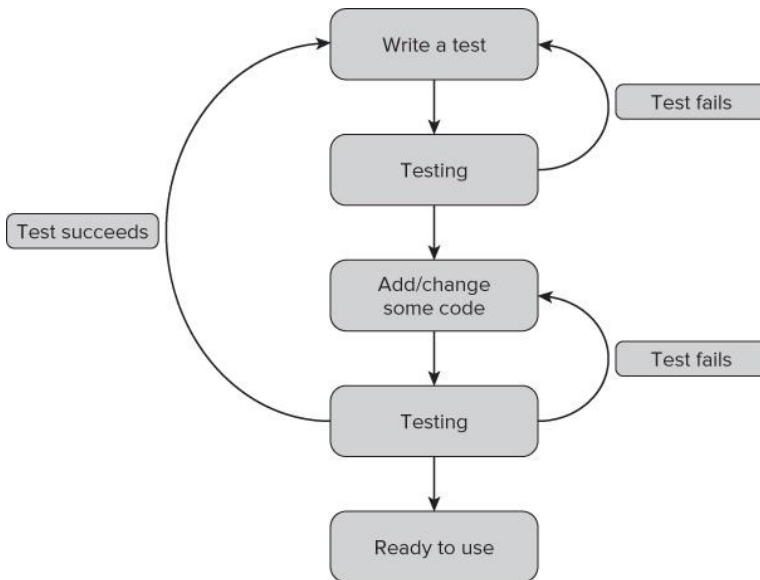 Write a test
Test fails
Testing
Test succeeds
Add/change
some code
Test fails
Testing
Ready to use